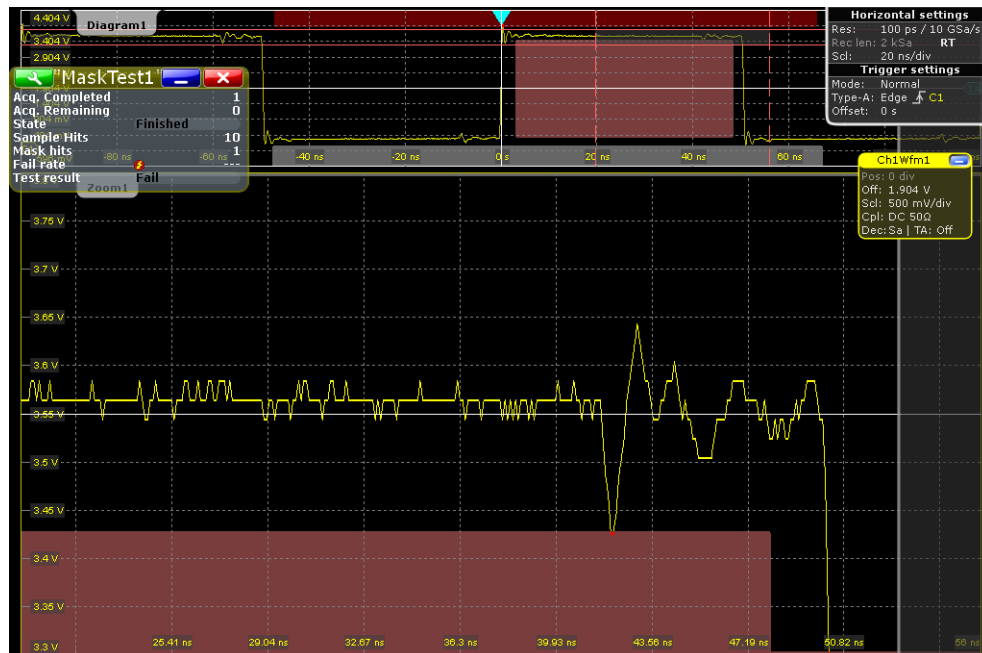 4.404 V
Diagram1
3.404 V
2.904 V
-80 ns
-60 ns
-40 ns
-20 ns
0 s
20 ns
40 ns
60 ns
"MaskTest1"
Acq. Completed 1
Acq. Remaining 0
State Finished
Sample Hits 10
Mask hits 1
Fail rate ---
Test result Fail
Horizontal settings
Res: 100 ps / 10 GSa/s
Rec len: 2 kSa RT
Scl: 20 ns/div
Trigger settings
Mode: Normal
Type-A: Edge C1
Offset: 0 s
Ch1Wfm1
Pos: 0 div
Off: 1.904 V
Scl: 500 mV/div
Cpl: DC 50Ω
Dec: Sa | TA: Off
Zoom1
3.75 V
3.7 V
3.65 V
3.6 V
3.55 V
3.5 V
3.45 V
3.4 V
3.35 V
3.3 V
25.41 ns
29.04 ns
32.67 ns
36.3 ns
39.93 ns
43.56 ns
47.19 ns
50.82 ns
56 ns